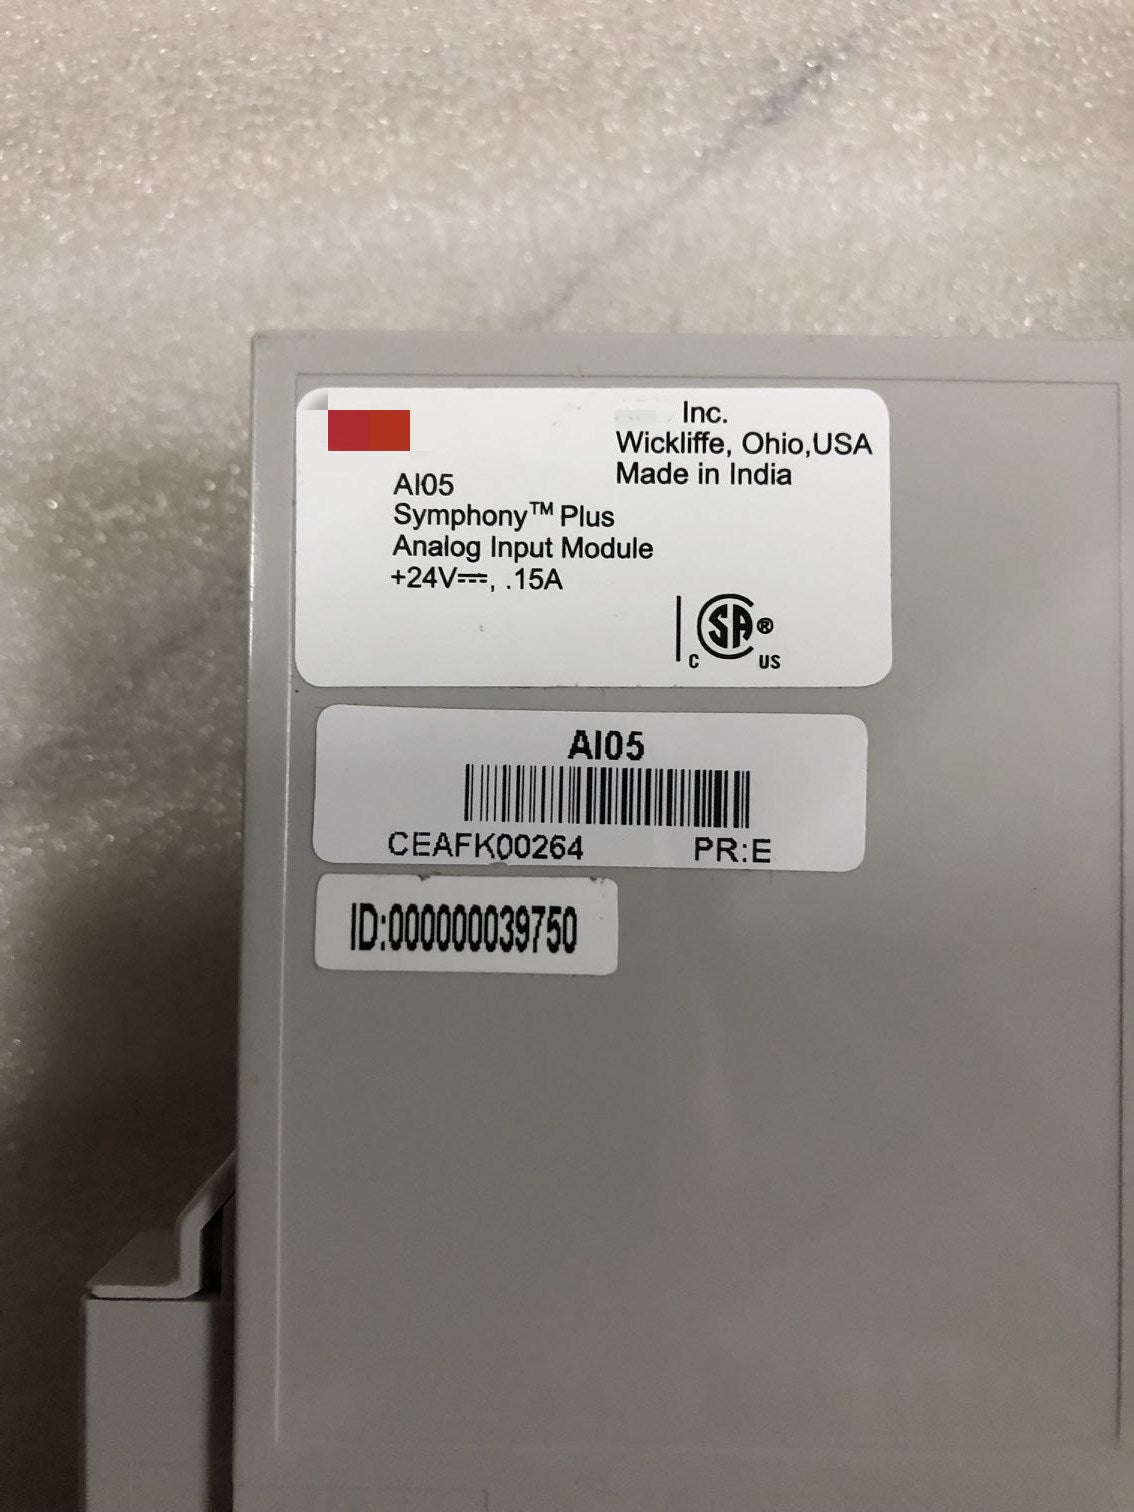 Inc.
Wickliffe, Ohio,USA
Made in India
AI05
Symphony™ Plus
Analog Input Module
+24V⎓, .15A
C SA® US
AI05
CEAFK00264 PR:E
ID:000000039750